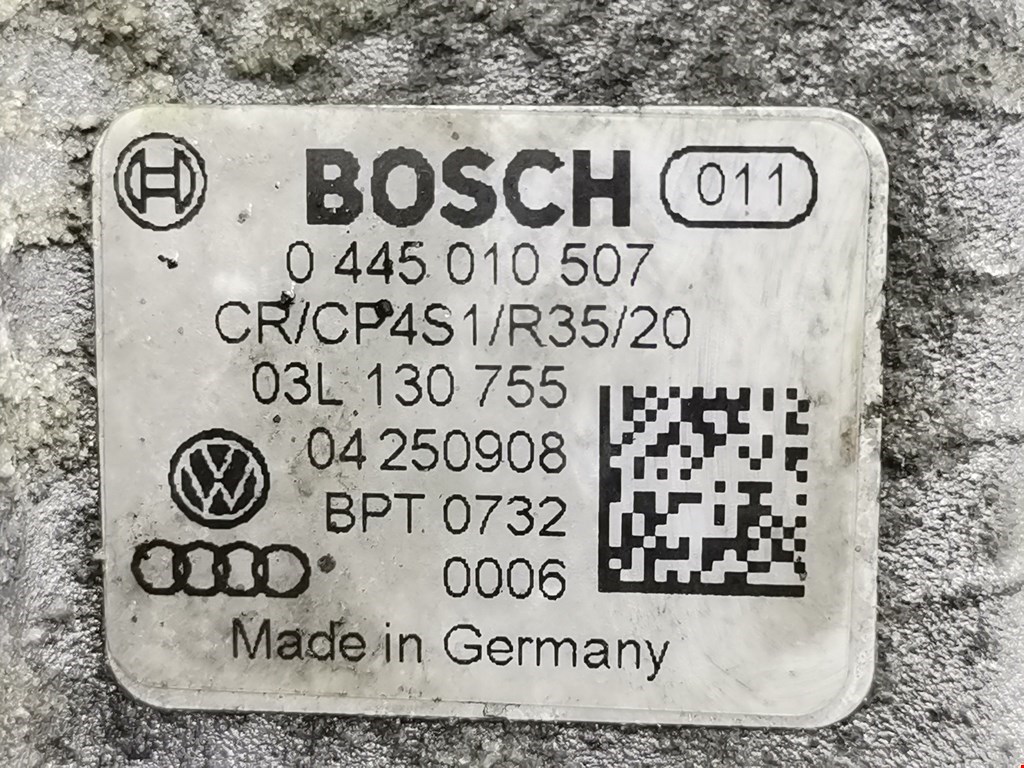 BOSCH 011
0 445 010 507
CR/CP4S1/R35/20
03L 130 755
04 250908
BPT 0732
0006
Made in Germany